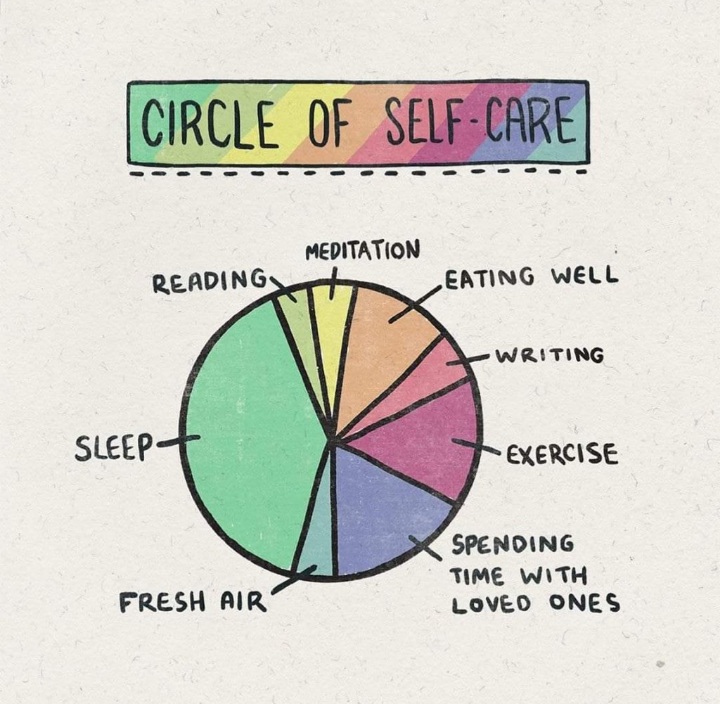 CIRCLE OF SELF-CARE
MEDITATION
READING
EATING WELL
WRITING
SLEEP
EXERCISE
SPENDING
TIME WITH
LOVED ONES
FRESH AIR